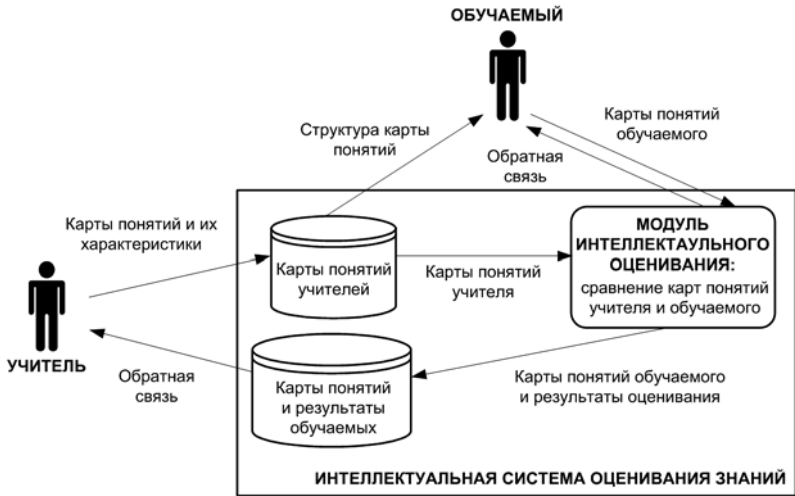 ОБУЧАЕМЫЙ
Структура карты
понятий
Карты понятий
обучаемого
Обратная
связь
Карты понятий и их
характеристики
Карты понятий
учителей
Карты понятий
учителя
МОДУЛЬ
ИНТЕЛЛЕКТАУЛЬНОГО
ОЦЕНИВАНИЯ:
сравнение карт понятий
учителя и обучаемого
УЧИТЕЛЬ
Обратная
связь
Карты понятий
и результаты
обучаемых
Карты понятий обучаемого
и результаты оценивания
ИНТЕЛЛЕКТУАЛЬНАЯ СИСТЕМА ОЦЕНИВАНИЯ ЗНАНИЙ